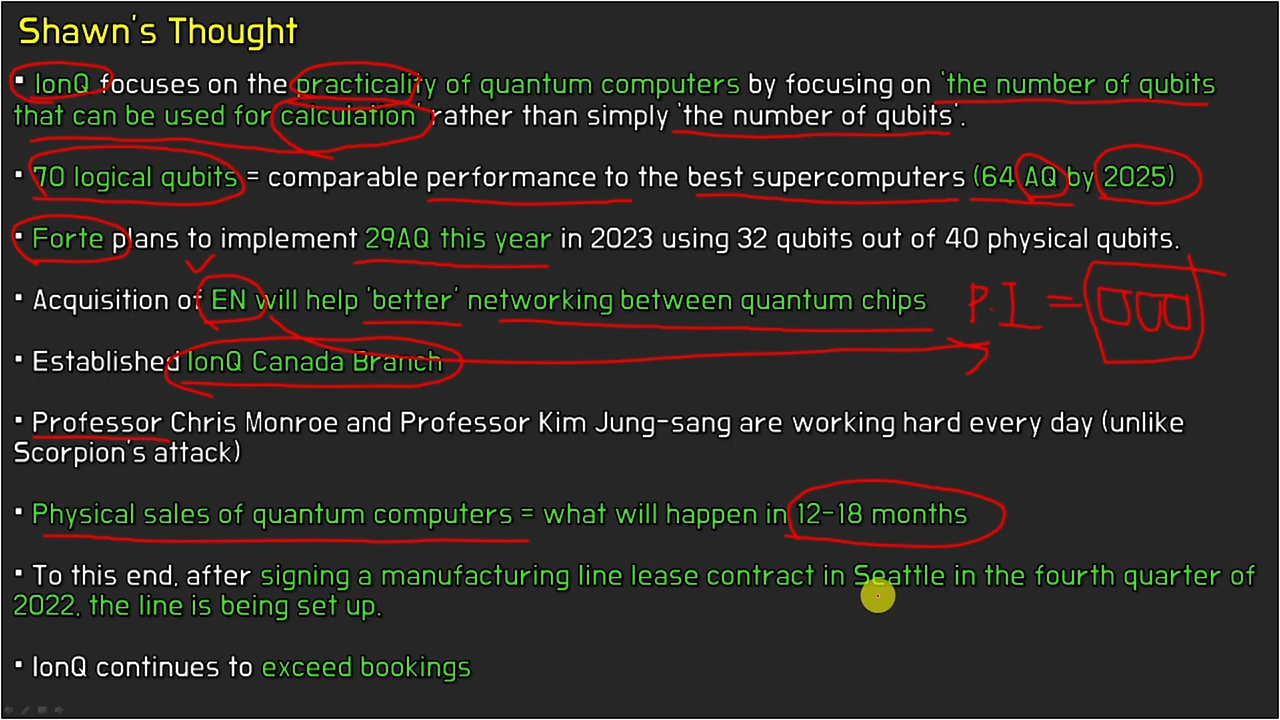 Shawn's Thought
▪ IonQ focuses on the practicality of quantum computers by focusing on 'the number of qubits
that can be used for calculation' rather than simply 'the number of qubits'.
▪ 70 logical qubits = comparable performance to the best supercomputers (64 AQ by 2025)
▪ Forte plans to implement 29AQ this year in 2023 using 32 qubits out of 40 physical qubits.
▪ Acquisition of EN will help 'better' networking between quantum chips
P.I =
▪ Established IonQ Canada Branch
▪ Professor Chris Monroe and Professor Kim Jung-sang are working hard every day (unlike
Scorpion's attack)
▪ Physical sales of quantum computers = what will happen in 12-18 months
▪ To this end, after signing a manufacturing line lease contract in Seattle in the fourth quarter of
2022, the line is being set up.
▪ IonQ continues to exceed bookings